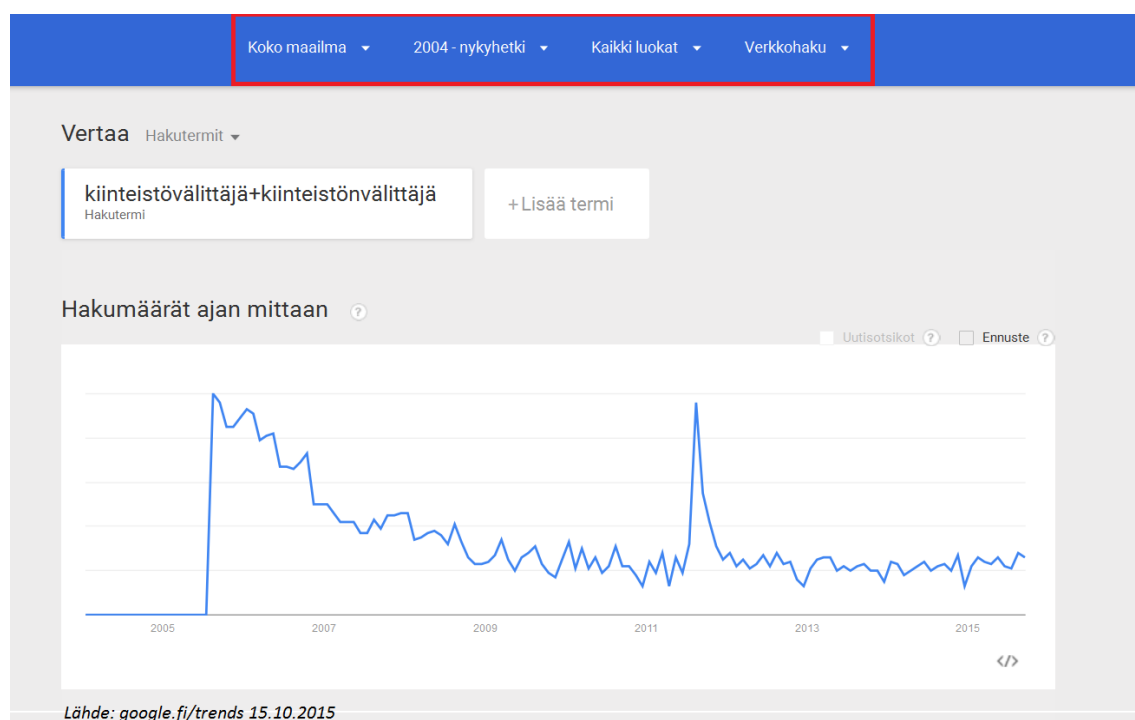 Koko maailma 2004 - nykyhetki Kaikki luokat Verkkohaku
Vertaa Hakutermit
kiinteistövälittäjä+kiinteistönvälittäjä
Hakutermi
+Lisää termi
Hakumäärät ajan mittaan ?
Uutisotsikot ? Ennuste ?
2005 2007 2009 2011 2013 2015
</>
Lähde: google.fi/trends 15.10.2015